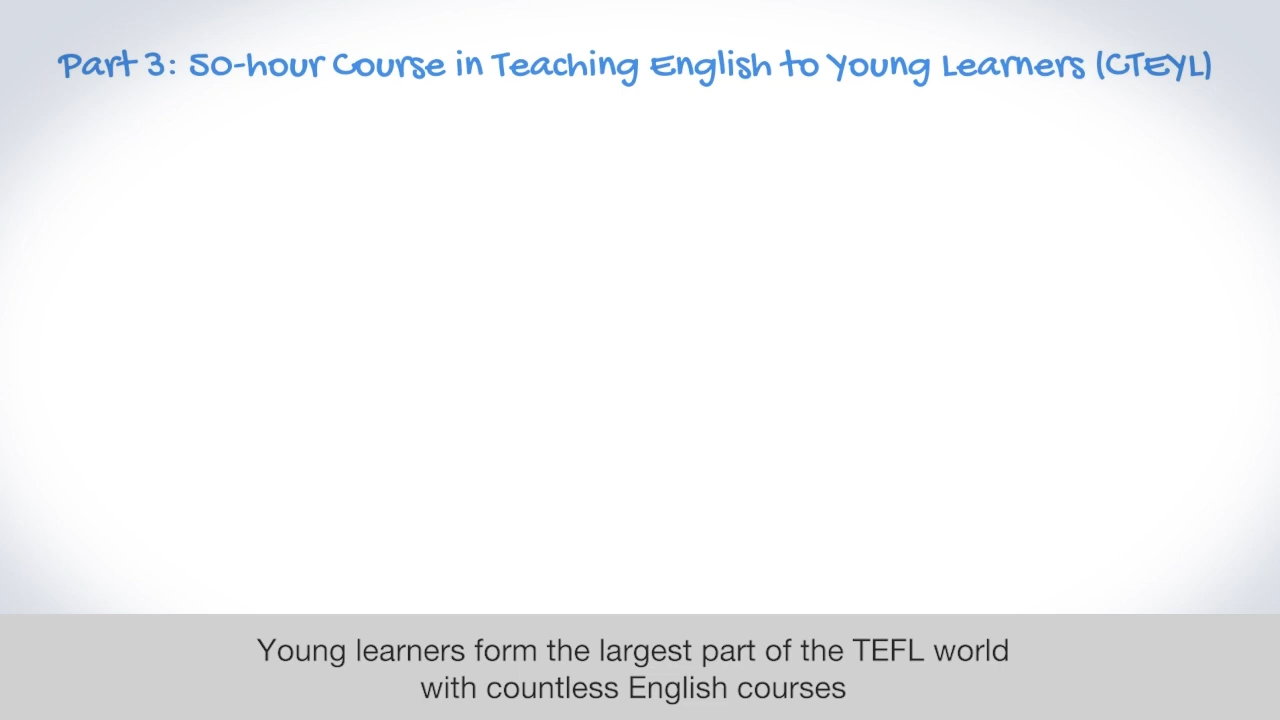 Part 3: 50-hour Course in Teaching English to Young Learners (CTEYL)
Young learners form the largest part of the TEFL world
with countless English courses